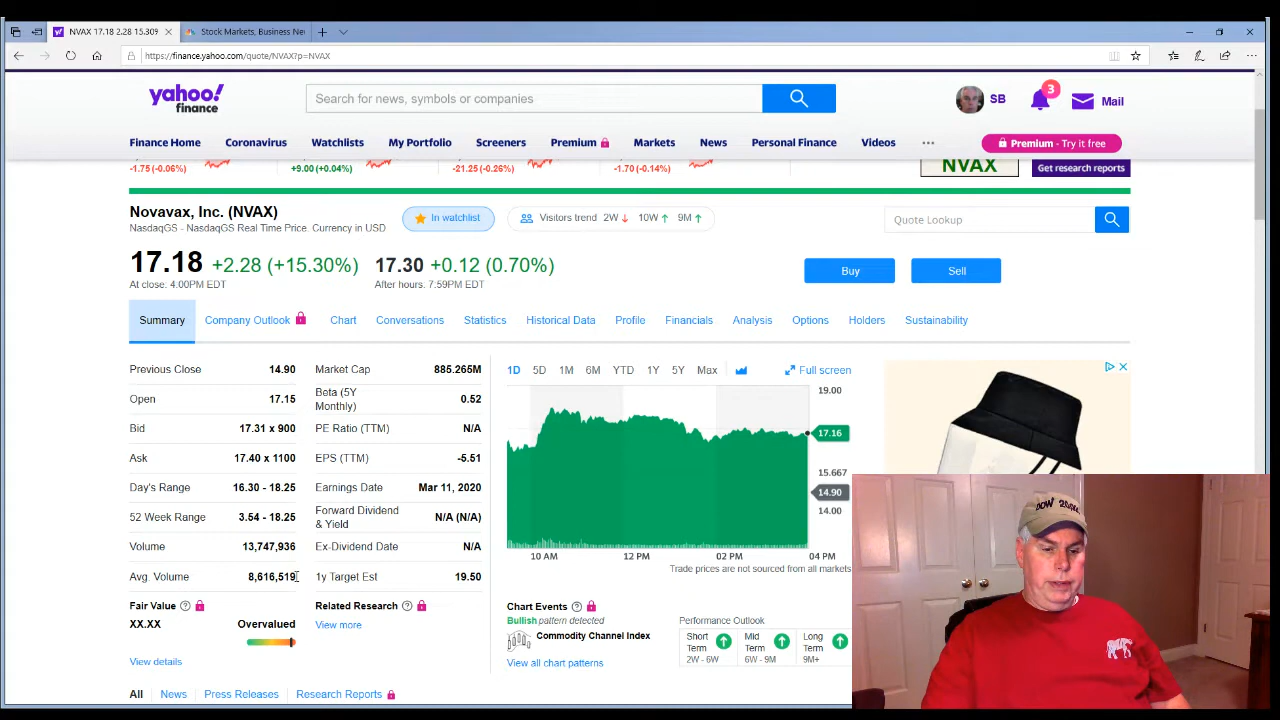 NVAX 17.18 2.28 15.309
Stock Markets, Business Ne
https://finance.yahoo.com/quote/NVAX?p=NVAX
yahoo!
finance
Search for news, symbols or companies
SB
3
Mail
Finance Home Coronavirus Watchlists My Portfolio Screeners Premium Markets News Personal Finance Videos ...
Premium - Try it free
-1.75 (-0.06%) +9.00 (+0.04%) -21.25 (-0.26%) -1.70 (-0.14%)
NVAX
Get research reports
Novavax, Inc. (NVAX)
NasdaqGS - NasdaqGS Real Time Price. Currency in USD
In watchlist
Visitors trend 2W ↓ 10W ↑ 9M ↑
Quote Lookup
17.18 +2.28 (+15.30%)
At close: 4:00PM EDT
17.30 +0.12 (0.70%)
After hours: 7:59PM EDT
Buy
Sell
Summary Company Outlook Chart Conversations Statistics Historical Data Profile Financials Analysis Options Holders Sustainability
Previous Close 14.90
Open 17.15
Bid 17.31 x 900
Ask 17.40 x 1100
Day's Range 16.30 - 18.25
52 Week Range 3.54 - 18.25
Volume 13,747,936
Avg. Volume 8,616,519
Market Cap 885.265M
Beta (5Y
Monthly) 0.52
PE Ratio (TTM) N/A
EPS (TTM) -5.51
Earnings Date Mar 11, 2020
Forward Dividend
& Yield N/A (N/A)
Ex-Dividend Date N/A
1y Target Est 19.50
Fair Value
XX.XX Overvalued
View details
Related Research
View more
1D 5D 1M 6M YTD 1Y 5Y Max
Full screen
19.00
17.16
15.667
14.90
14.00
10 AM 12 PM 02 PM 04 PM
Trade prices are not sourced from all markets
Chart Events
Bullish pattern detected
Commodity Channel Index
View all chart patterns
Performance Outlook
Short
Term
2W - 6W
Mid
Term
6W - 9M
Long
Term
9M+
All News Press Releases Research Reports